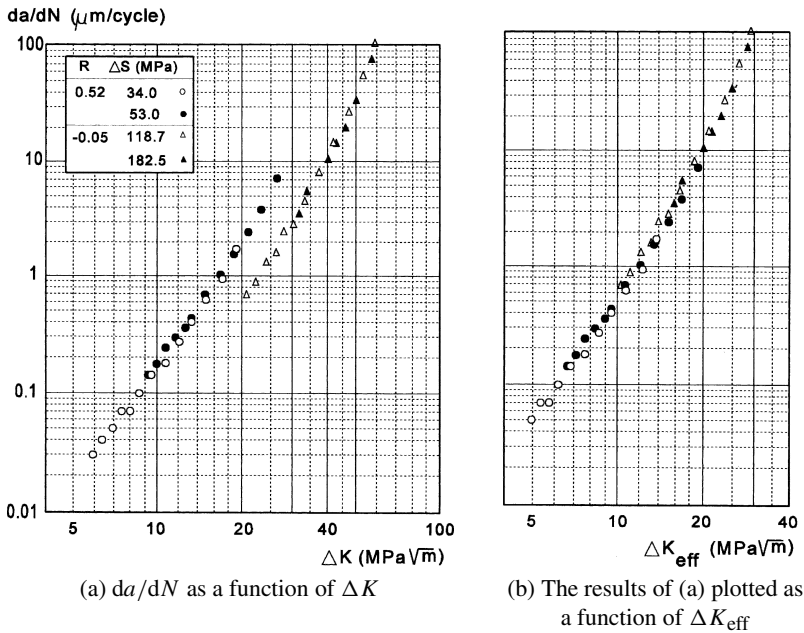 da/dN (μm/cycle)
100
R ΔS (MPa)
0.52 34.0
53.0
-0.05 118.7
182.5
10
1
0.1
0.01
5 10 20 40 100
ΔK (MPa√m)
(a) da/dN as a function of ΔK
5 10 20 40
ΔKeff (MPa√m)
(b) The results of (a) plotted as
a function of ΔKeff